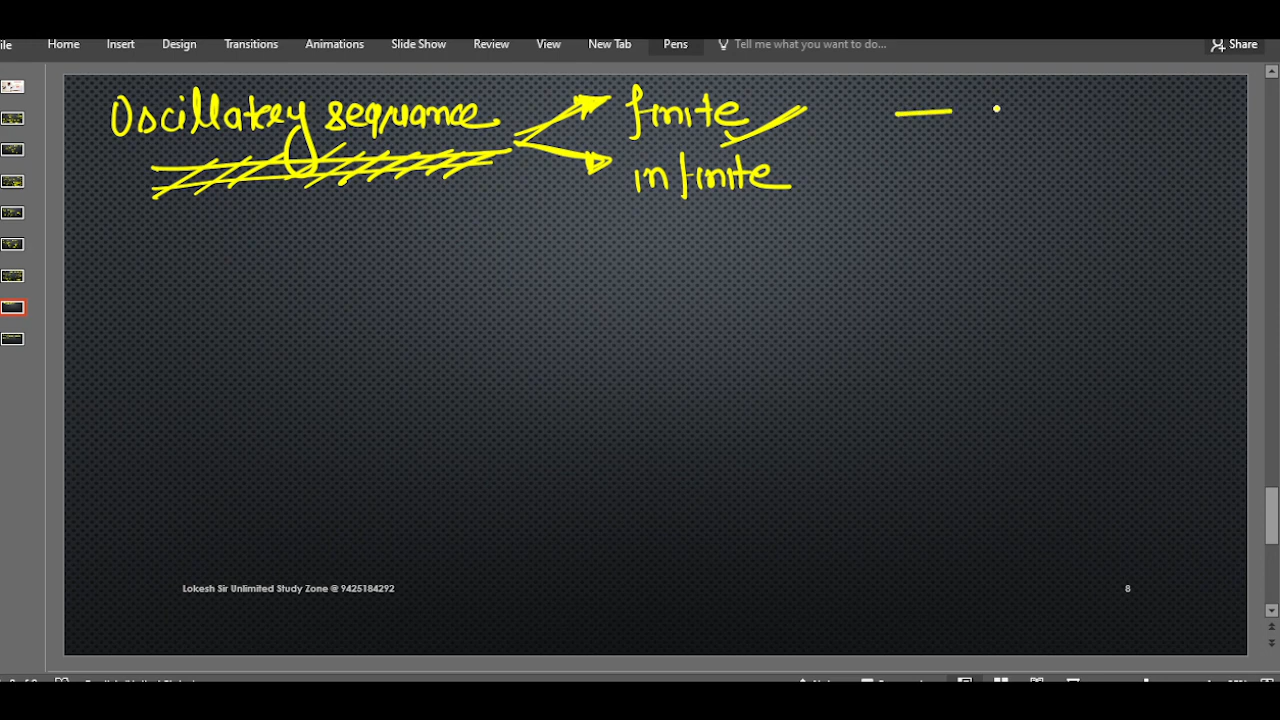 ile Home Insert Design Transitions Animations Slide Show Review View New Tab Pens Tell me what you want to do... Share
Oscillatory sequance finite
infinite
Lokesh Sir Unlimited Study Zone @ 9425184292 8